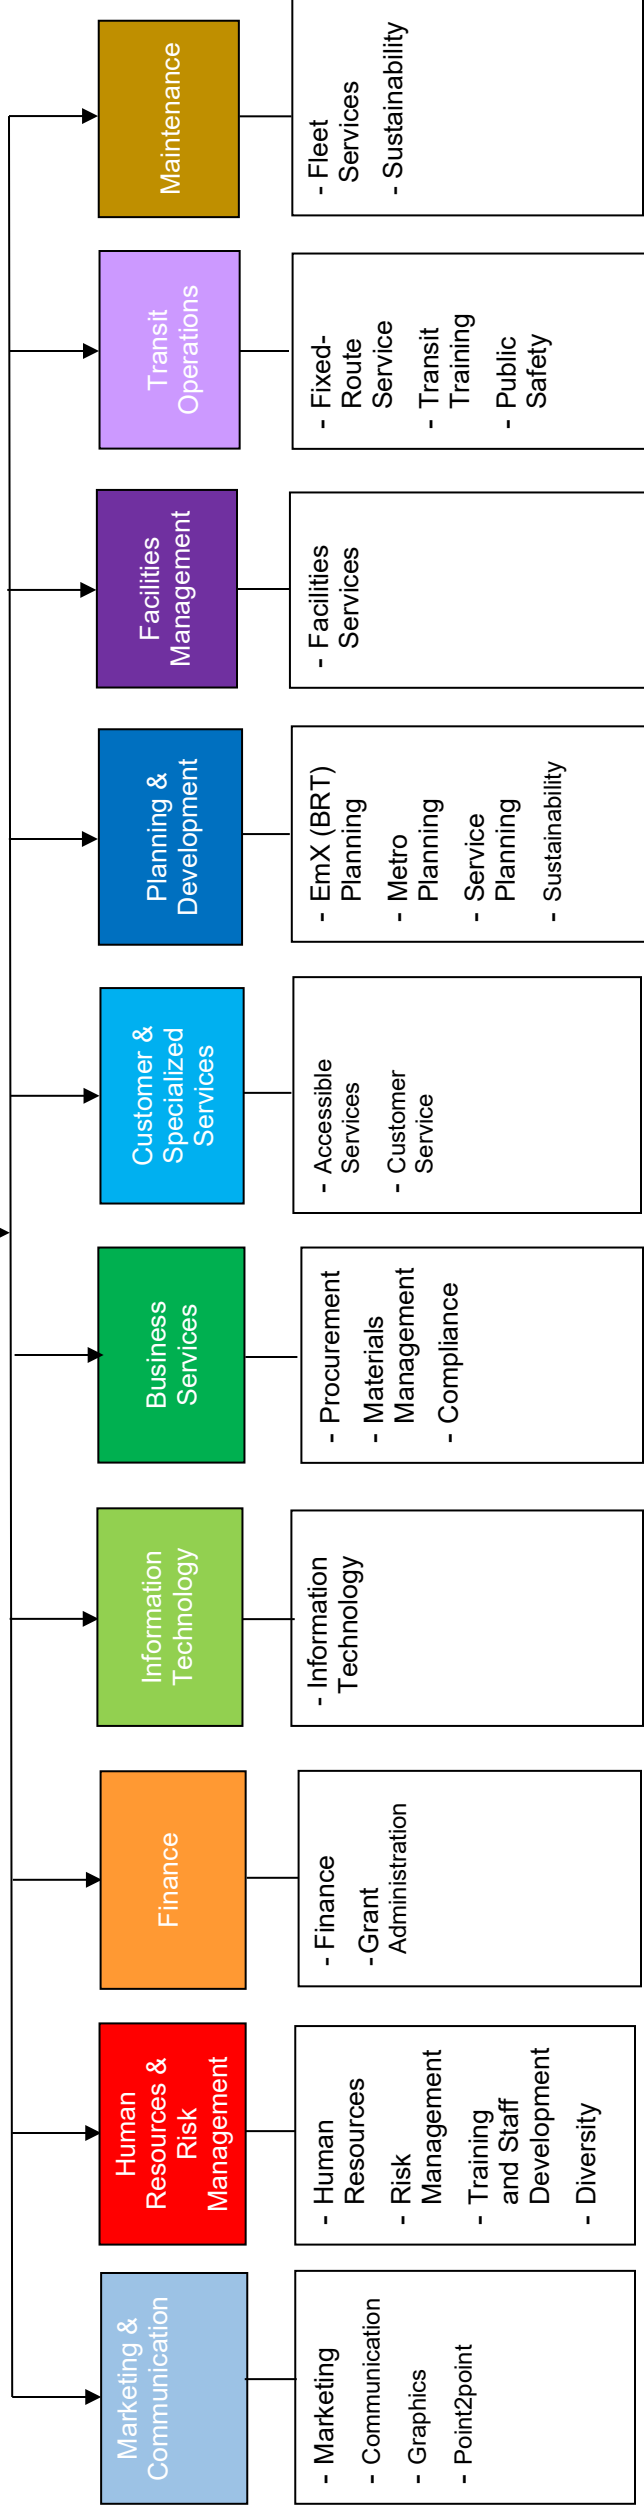 Marketing &
Communication
Human
Resources &
Risk
Management
Finance
Information
Technology
Business
Services
Customer &
Specialized
Services
Planning &
Development
Facilities
Management
Transit
Operations
Maintenance
- Marketing
- Communication
- Graphics
- Point2point
- Human
Resources
- Risk
Management
- Training
and Staff
Development
- Diversity
- Finance
-Grant
Administration
- Information
Technology
- Procurement
- Materials
Management
- Compliance
- Accessible
Services
- Customer
Service
- EmX (BRT)
Planning
- Metro
Planning
- Service
Planning
- Sustainability
- Facilities
Services
- Fixed-
Route
Service
- Transit
Training
- Public
Safety
- Fleet
Services
- Sustainability